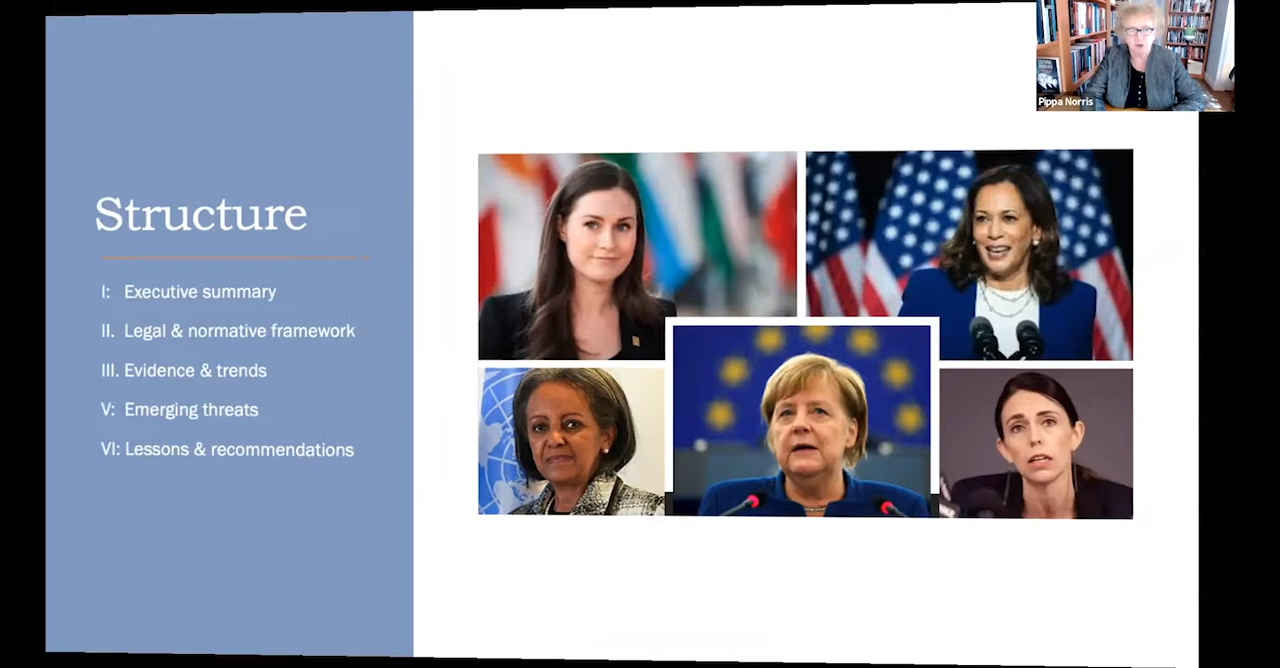 Structure
I: Executive summary
II. Legal & normative framework
III. Evidence & trends
V: Emerging threats
VI: Lessons & recommendations
Pippa Norris